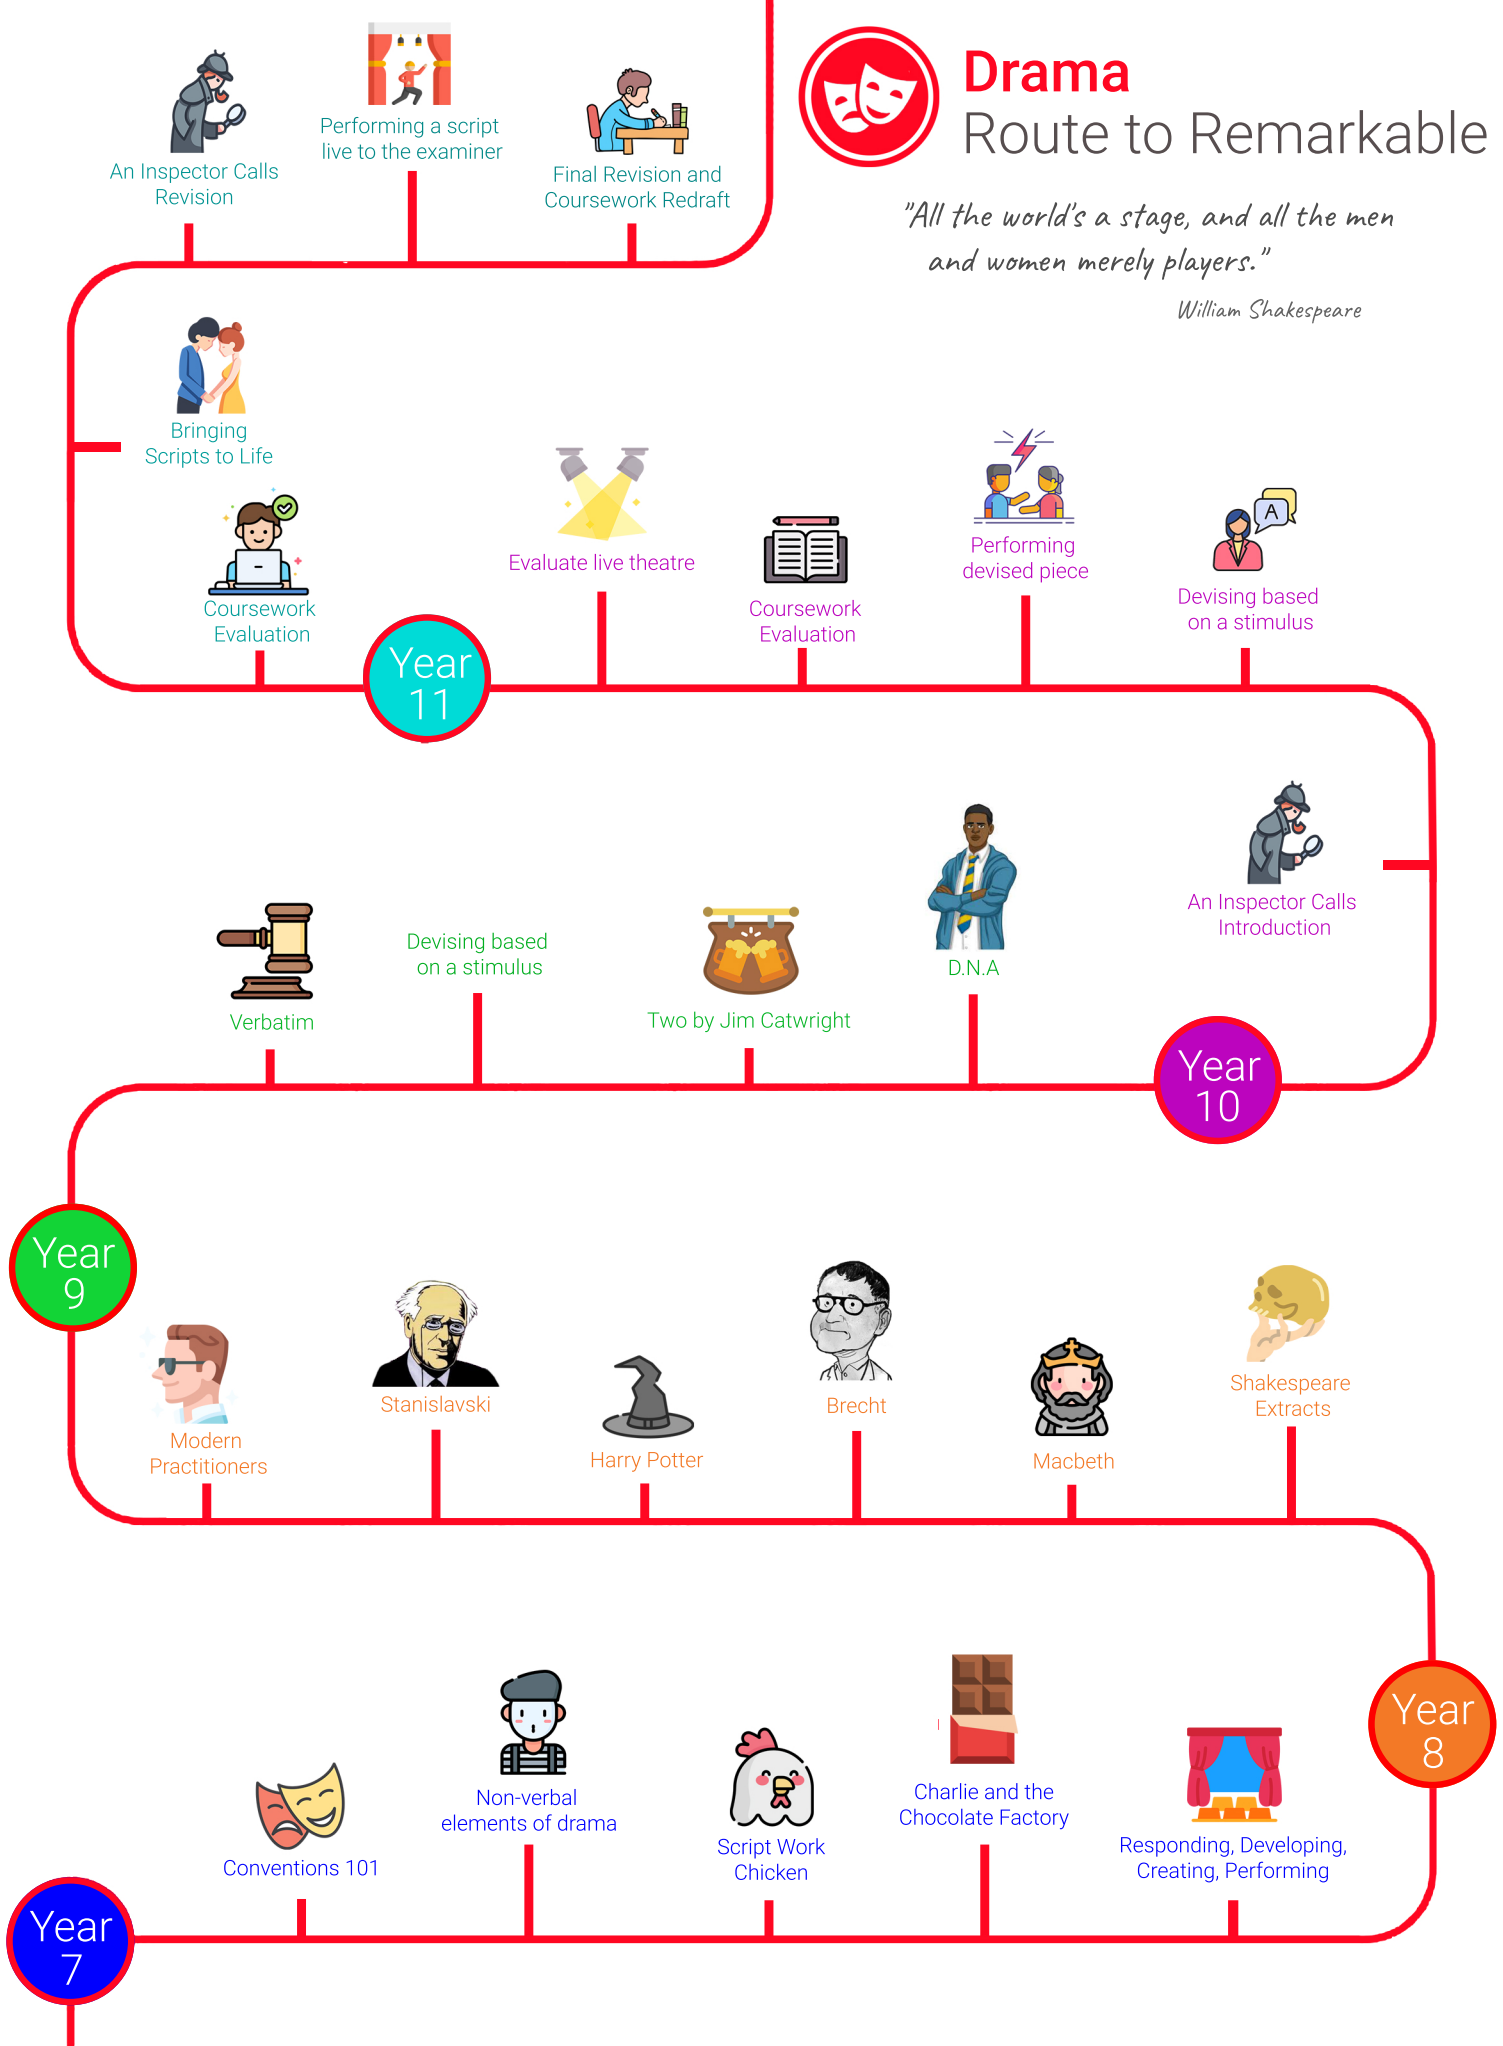 Drama
Route to Remarkable
"All the world's a stage, and all the men
and women merely players."
William Shakespeare
An Inspector Calls
Revision
Performing a script
live to the examiner
Final Revision and
Coursework Redraft
Bringing
Scripts to Life
Coursework
Evaluation
Year
11
Evaluate live theatre
Coursework
Evaluation
Performing
devised piece
A
Devising based
on a stimulus
An Inspector Calls
Introduction
Verbatim
Devising based
on a stimulus
Two by Jim Catwright
D.N.A
Year
10
Year
9
Modern
Practitioners
Stanislavski
Harry Potter
Brecht
Macbeth
Shakespeare
Extracts
Year
8
Conventions 101
Non-verbal
elements of drama
Script Work
Chicken
Charlie and the
Chocolate Factory
Responding, Developing,
Creating, Performing
Year
7